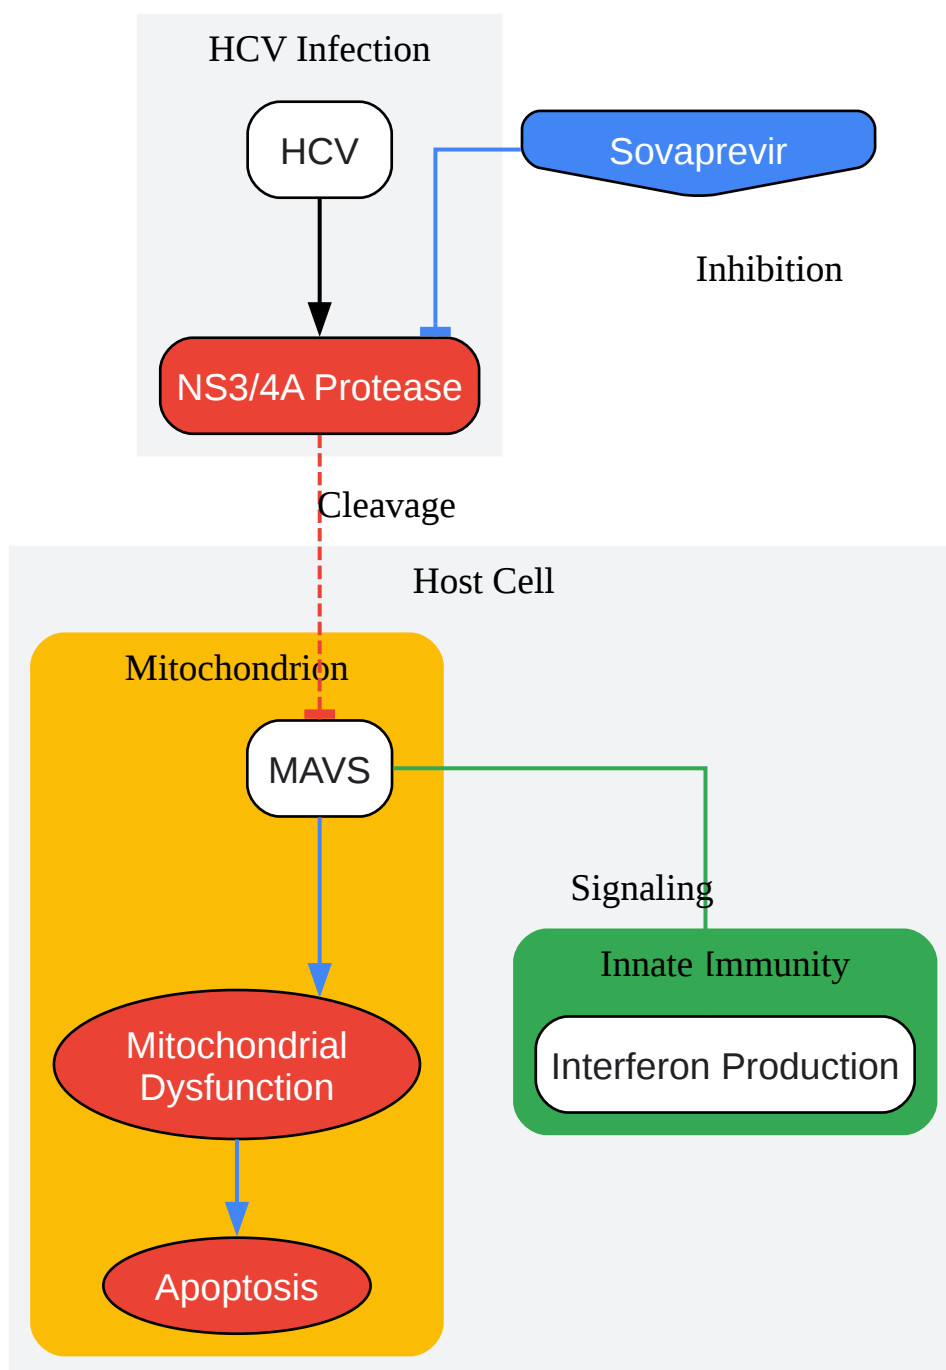 HCV Infection
HCV
Sovaprevir
Inhibition
NS3/4A Protease
Cleavage
Host Cell
Mitochondrion
MAVS
Signaling
Innate Immunity
Interferon Production
Mitochondrial
Dysfunction
Apoptosis